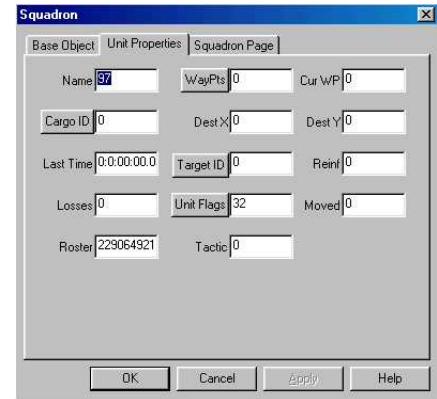 Squadron
Base Object Unit Properties Squadron Page
Name 97 WayPts 0 Cur WP 0
Cargo ID 0 Dest X 0 Dest Y 0
Last Time 0:0:00:00.0 Target ID 0 Reinf 0
Losses 0 Unit Flags 32 Moved 0
Roster 229064921 Tactic 0
OK Cancel Apply Help